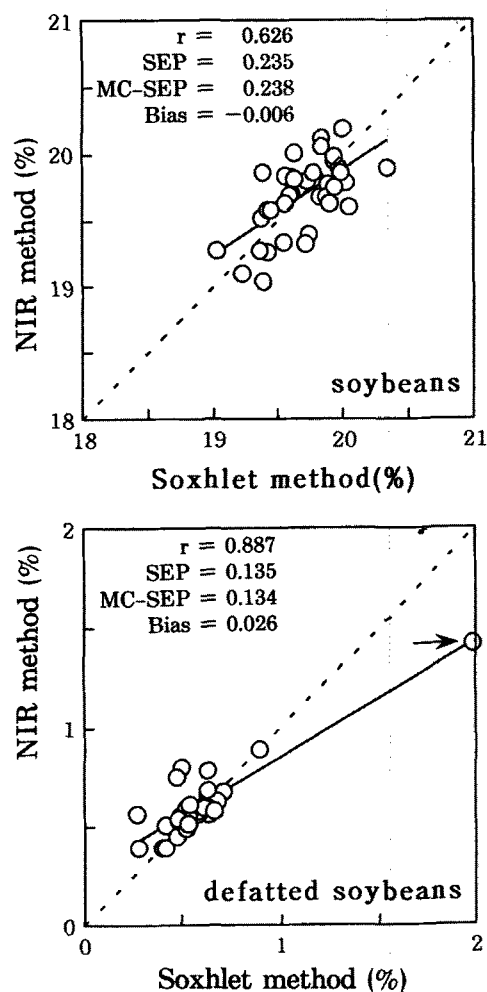 21
r = 0.626
SEP = 0.235
MC-SEP = 0.238
Bias = −0.006
20
NIR method (%)
19
soybeans
18
18 19 20 21
Soxhlet method(%)
2
r = 0.887
SEP = 0.135
MC-SEP = 0.134
Bias = 0.026
NIR method (%)
1
defatted soybeans
0
0 1 2
Soxhlet method (%)